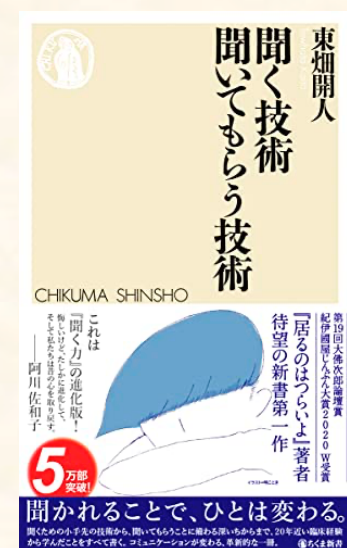 東畑開人
聞く技術
聞いてもらう技術
CHIKUMA SHINSHO
第19回大佛次郎論壇賞
紀伊國屋じんぶん大賞2020 W受賞
『居るのはつらいよ』著者
待望の新書第一作
これは
『聞く力』の進化版!
悔しいけど、たしかに進化して、
そして私たちは昔の心を取り戻す。
——阿川佐和子
5万部
突破!
聞かれることで、ひとは変わる。
聞くための小手先の技術から、聞いてもらうことに備わる深いちからまで、20年近い臨床経験
から学んだことをすべて書く。コミュニケーションが変わる、革新的な一冊。
ちくま新書